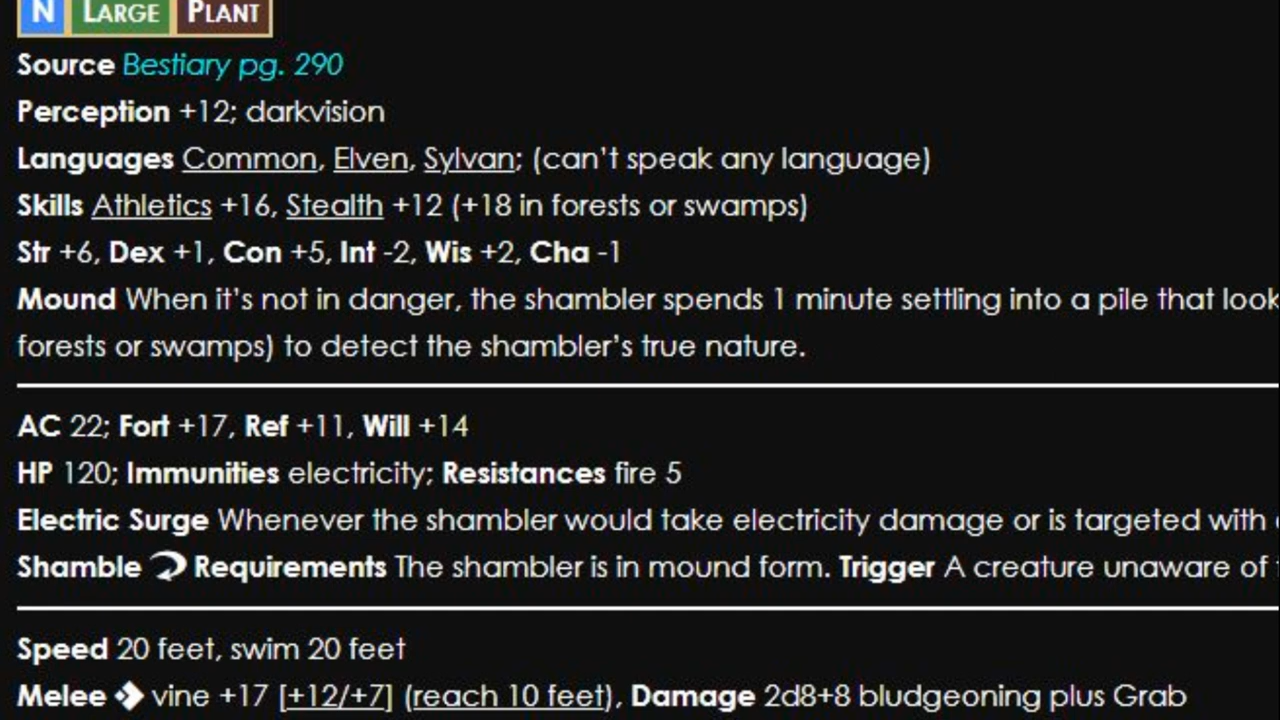 N LARGE PLANT
Source Bestiary pg. 290
Perception +12; darkvision
Languages Common, Elven, Sylvan; (can't speak any language)
Skills Athletics +16, Stealth +12 (+18 in forests or swamps)
Str +6, Dex +1, Con +5, Int -2, Wis +2, Cha -1
Mound When it's not in danger, the shambler spends 1 minute settling into a pile that look
forests or swamps) to detect the shambler's true nature.
AC 22; Fort +17, Ref +11, Will +14
HP 120; Immunities electricity; Resistances fire 5
Electric Surge Whenever the shambler would take electricity damage or is targeted with
Shamble Requirements The shambler is in mound form. Trigger A creature unaware of
Speed 20 feet, swim 20 feet
Melee vine +17 [+12/+7] (reach 10 feet), Damage 2d8+8 bludgeoning plus Grab